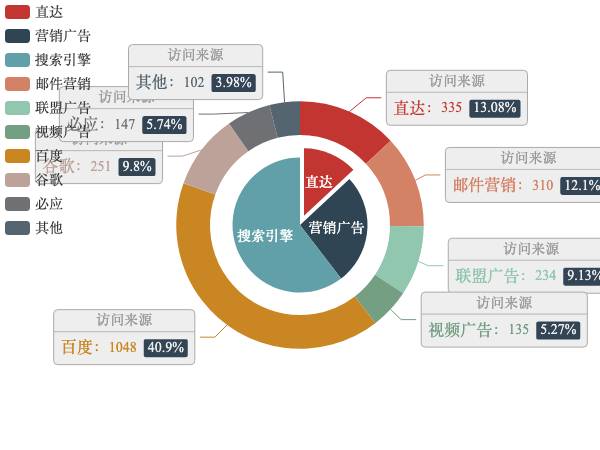 直达
营销广告
搜索引擎
邮件营销
联盟广告
视频广告
百度
谷歌
必应
其他
访问来源
其他：102 3.98%
访问来源
必应：147 5.74%
访问来源
谷歌：251 9.8%
访问来源
直达：335 13.08%
访问来源
邮件营销：310 12.1%
访问来源
联盟广告：234 9.13%
访问来源
视频广告：135 5.27%
访问来源
百度：1048 40.9%
直达
营销广告
搜索引擎